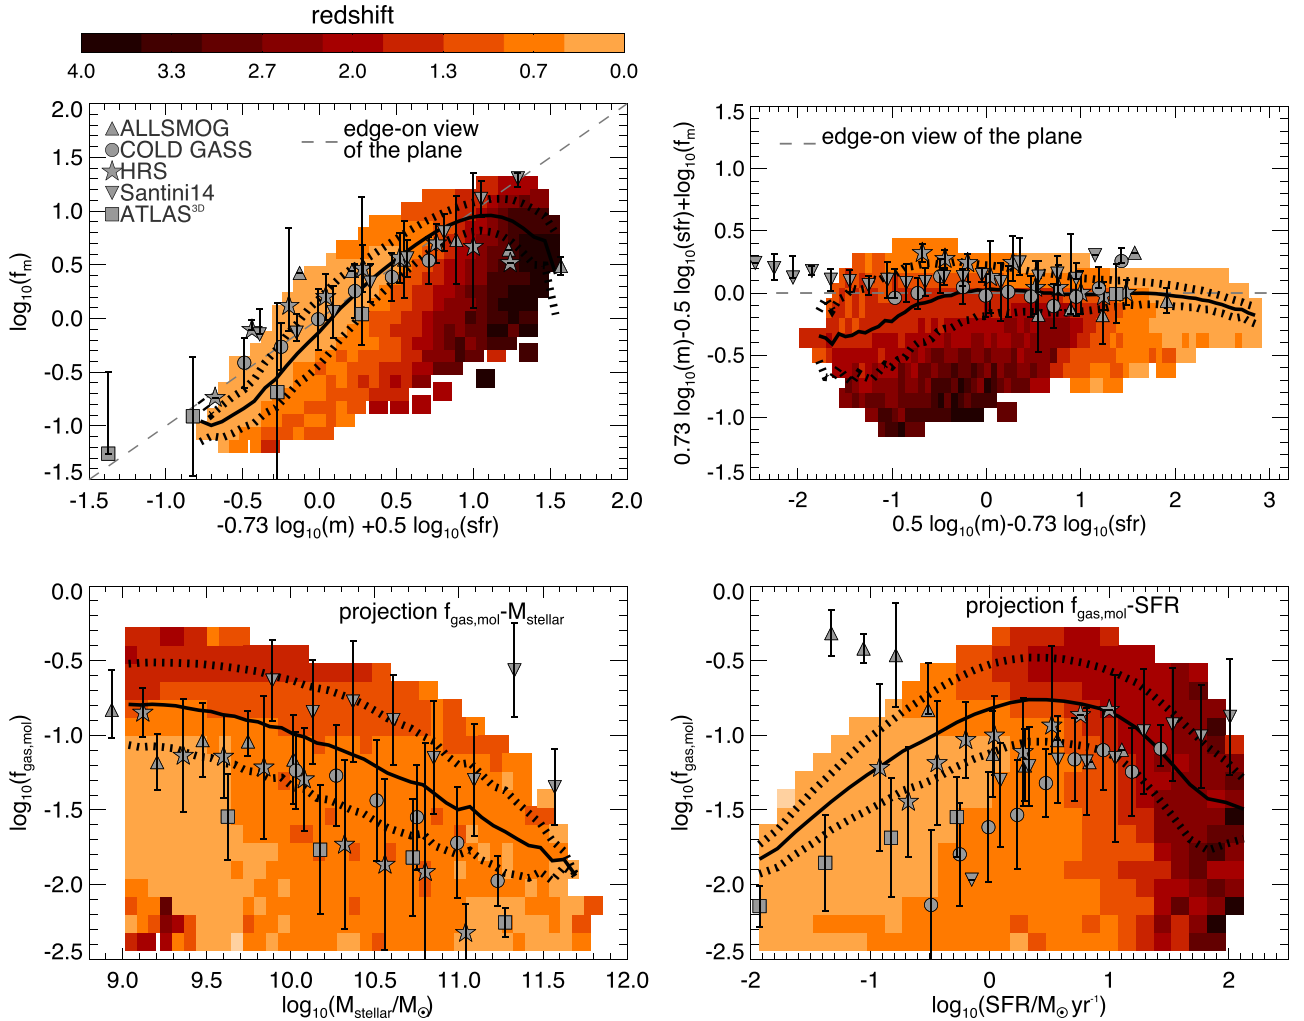 redshift
4.0 3.3 2.7 2.0 1.3 0.7 0.0
2.0
1.5
1.0
0.5
0.0
-0.5
-1.0
-1.5
log₁₀(fₘ)
ALLSMOG
COLD GASS
HRS
Santini14
ATLAS³ᴰ
edge-on view
of the plane
-1.5 -1.0 -0.5 0.0 0.5 1.0 1.5 2.0
-0.73 log₁₀(m) +0.5 log₁₀(sfr)
1.5
1.0
0.5
0.0
-0.5
-1.0
-1.5
0.73 log₁₀(m)-0.5 log₁₀(sfr)+log₁₀(fₘ)
edge-on view of the plane
-2 -1 0 1 2 3
0.5 log₁₀(m)-0.73 log₁₀(sfr)
0.0
-0.5
-1.0
-1.5
-2.0
-2.5
log₁₀(f_gas,mol)
projection f_gas,mol-M_stellar
9.0 9.5 10.0 10.5 11.0 11.5 12.0
log₁₀(M_stellar/M⊙)
0.0
-0.5
-1.0
-1.5
-2.0
-2.5
log₁₀(f_gas,mol)
projection f_gas,mol-SFR
-2 -1 0 1 2
log₁₀(SFR/M⊙ yr⁻¹)